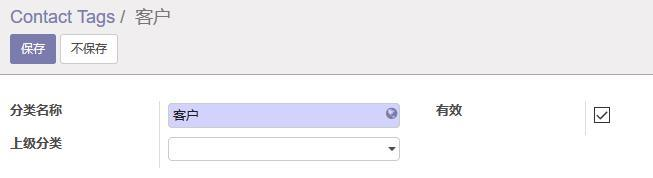 Contact Tags / 客户
保存 不保存
分类名称 客户 有效
上级分类